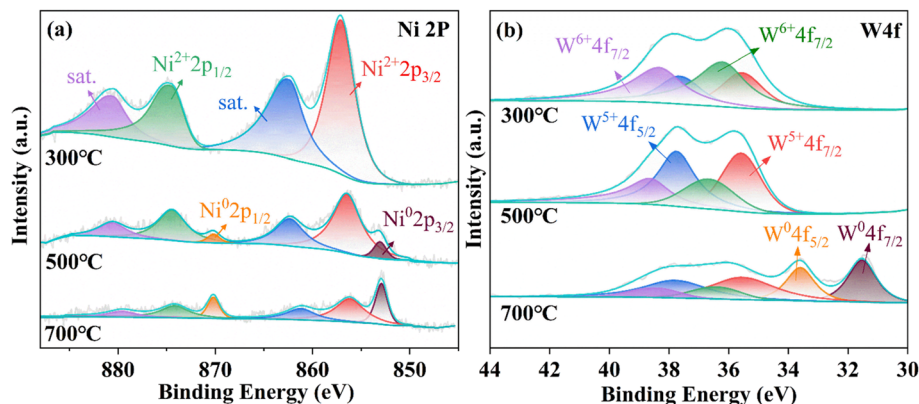 (a)
Ni 2P
Ni²⁺2p₁/₂
sat.
sat.
Ni²⁺2p₃/₂
300°C
Ni⁰2p₁/₂
Ni⁰2p₃/₂
500°C
700°C
Intensity (a.u.)
880
870
860
850
Binding Energy (eV)
(b)
W4f
W⁶⁺4f₇/₂
W⁶⁺4f₇/₂
300°C
W⁵⁺4f₅/₂
W⁵⁺4f₇/₂
500°C
W⁰4f₅/₂
W⁰4f₇/₂
700°C
Intensity (a.u.)
44
42
40
38
36
34
32
30
Binding Energy (eV)